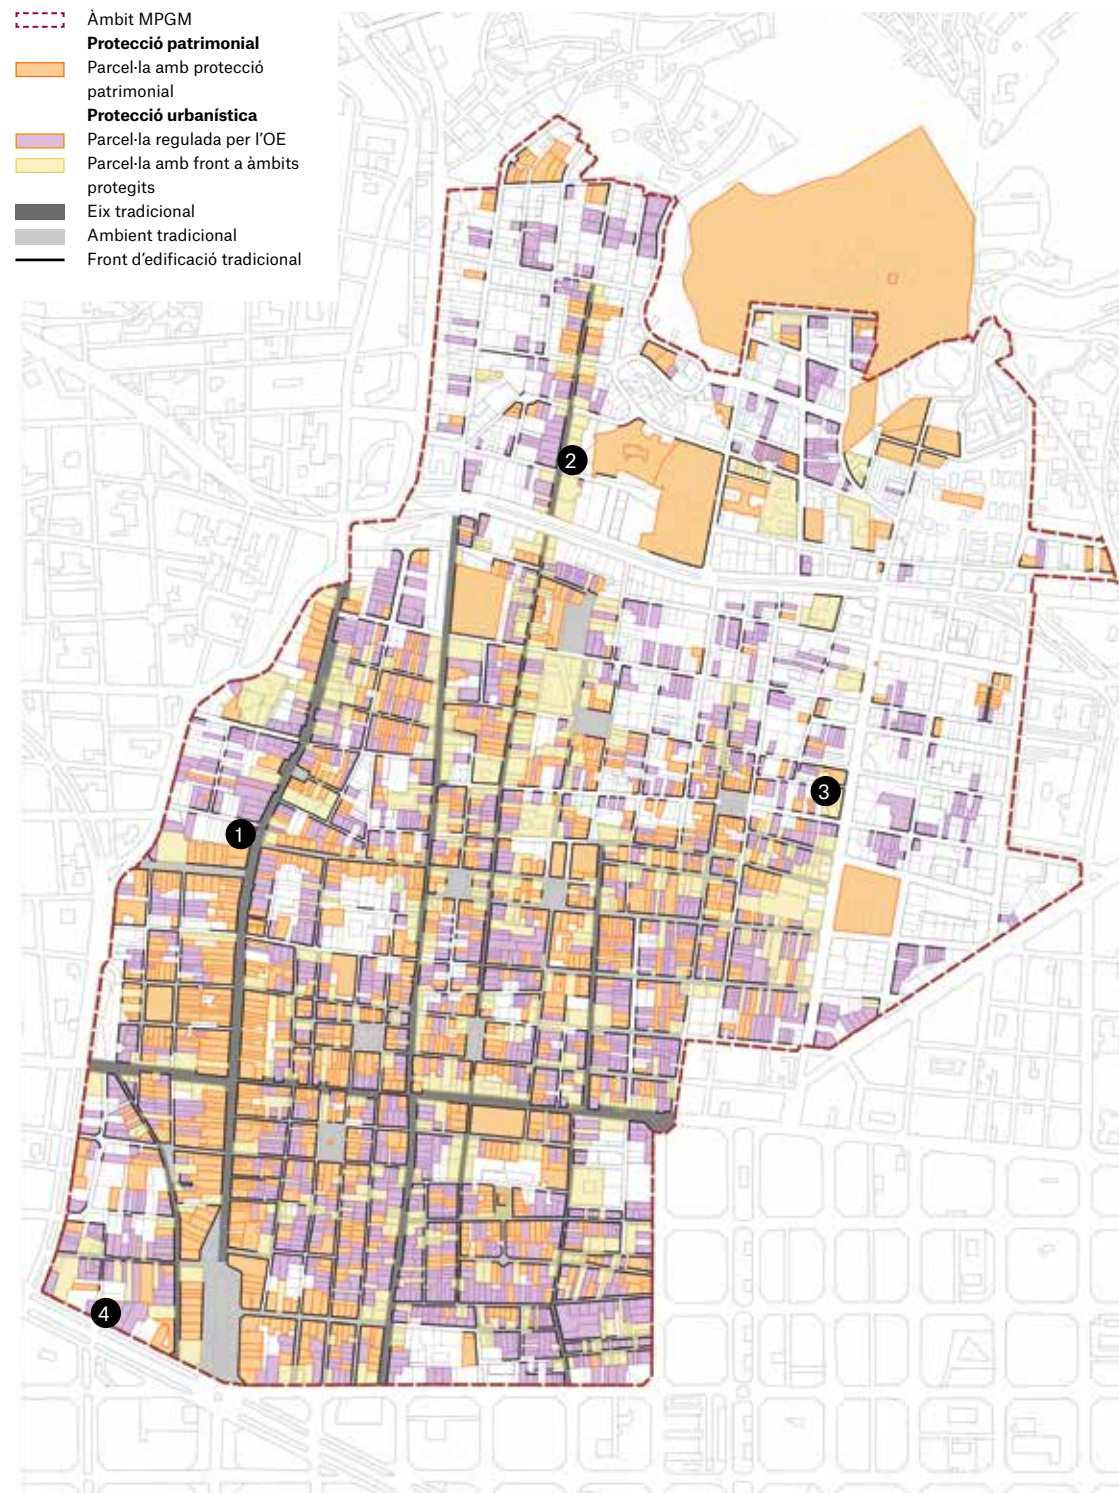 Àmbit MPGM
Protecció patrimonial
Parcel·la amb protecció
patrimonial
Protecció urbanística
Parcel·la regulada per l’OE
Parcel·la amb front a àmbits
protegits
Eix tradicional
Ambient tradicional
Front d’edificació tradicional
2
3
1
4